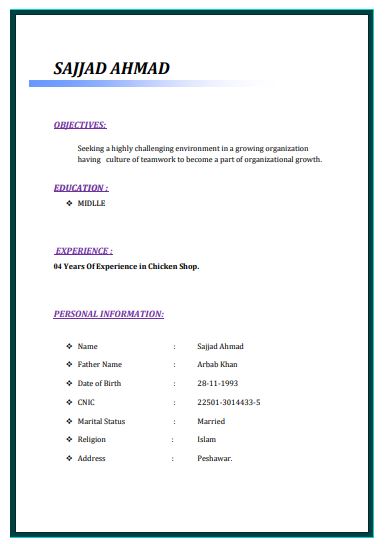 SAJJAD AHMAD
OBJECTIVES:
Seeking a highly challenging environment in a growing organization
having culture of teamwork to become a part of organizational growth.
EDUCATION :
❖ MIDLLE
EXPERIENCE :
04 Years Of Experience in Chicken Shop.
PERSONAL INFORMATION:
❖ Name : Sajjad Ahmad
❖ Father Name : Arbab Khan
❖ Date of Birth : 28-11-1993
❖ CNIC : 22501-3014433-5
❖ Marital Status : Married
❖ Religion : Islam
❖ Address : Peshawar.